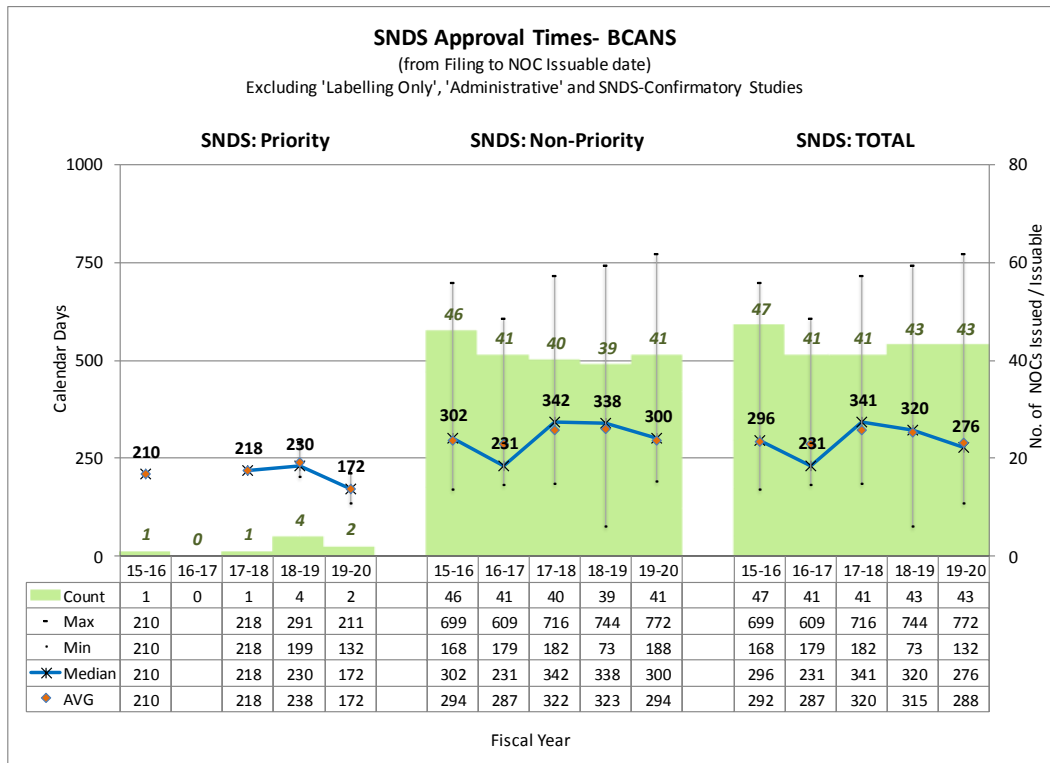 SNDS Approval Times- BCANS
(from Filing to NOC Issuable date)
Excluding 'Labelling Only', 'Administrative' and SNDS-Confirmatory Studies
SNDS: Priority SNDS: Non-Priority SNDS: TOTAL
Calendar Days
1000
750
500
250
0
No. of NOCs Issued / Issuable
80
60
40
20
0
210 218 230 172
1 0 1 4 2
46 41 40 39 41
302 231 342 338 300
47 41 41 43 43
296 231 341 320 276
15-16 16-17 17-18 18-19 19-20 15-16 16-17 17-18 18-19 19-20 15-16 16-17 17-18 18-19 19-20
Count 1 0 1 4 2 46 41 40 39 41 47 41 41 43 43
Max 210 218 291 211 699 609 716 744 772 699 609 716 744 772
Min 210 218 199 132 168 179 182 73 188 168 179 182 73 132
Median 210 218 230 172 302 231 342 338 300 296 231 341 320 276
AVG 210 218 238 172 294 287 322 323 294 292 287 320 315 288
Fiscal Year